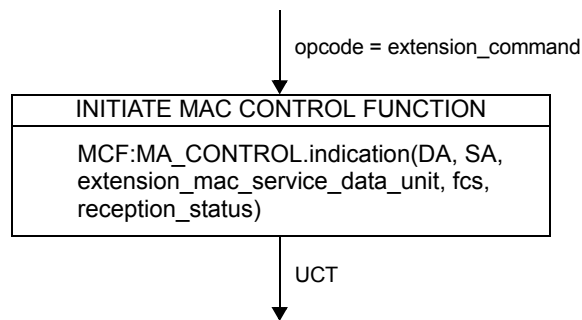 opcode = extension_command
INITIATE MAC CONTROL FUNCTION
MCF:MA_CONTROL.indication(DA, SA,
extension_mac_service_data_unit, fcs,
reception_status)
UCT